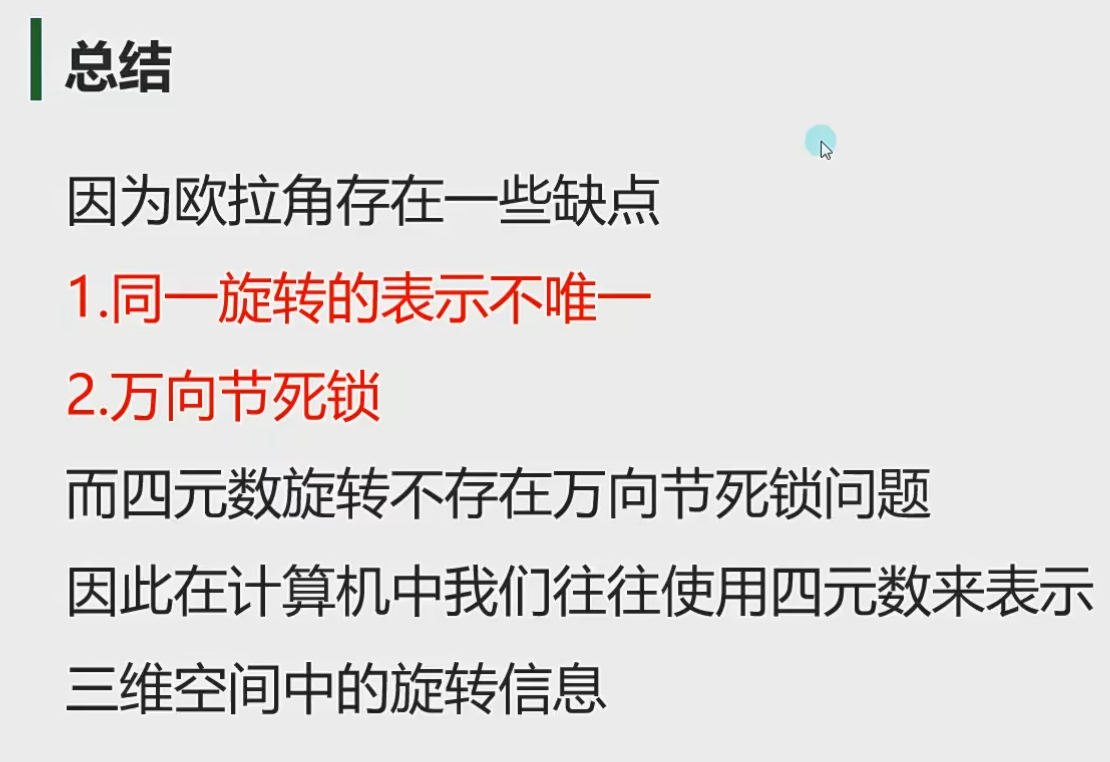 总结
因为欧拉角存在一些缺点
1.同一旋转的表示不唯一
2.万向节死锁
而四元数旋转不存在万向节死锁问题
因此在计算机中我们往往使用四元数来表示
三维空间中的旋转信息